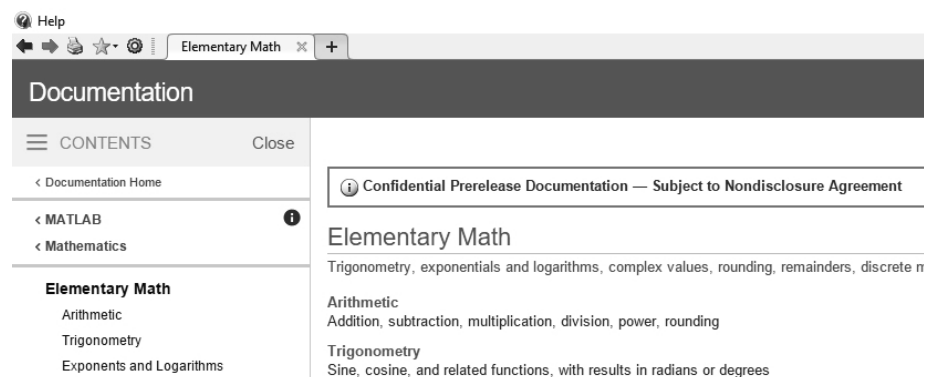 Help
Elementary Math
Documentation
CONTENTS Close
< Documentation Home
< MATLAB
< Mathematics
Elementary Math
Arithmetic
Trigonometry
Exponents and Logarithms
Confidential Prerelease Documentation — Subject to Nondisclosure Agreement
Elementary Math
Trigonometry, exponentials and logarithms, complex values, rounding, remainders, discrete
Arithmetic
Addition, subtraction, multiplication, division, power, rounding
Trigonometry
Sine, cosine, and related functions, with results in radians or degrees